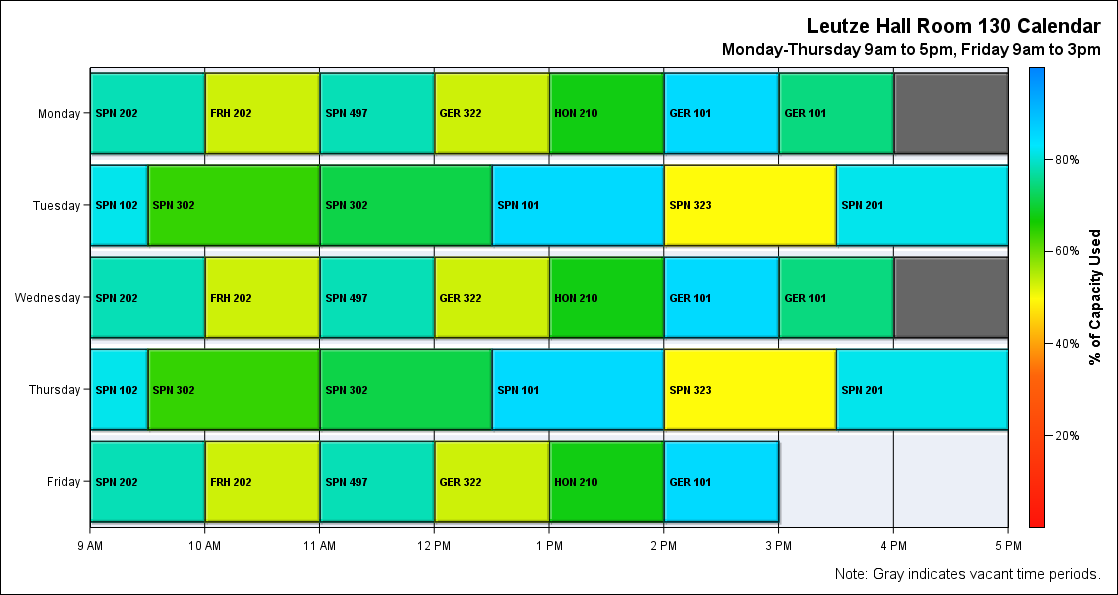 Leutze Hall Room 130 Calendar
Monday-Thursday 9am to 5pm, Friday 9am to 3pm
Monday
SPN 202
FRH 202
SPN 497
GER 322
HON 210
GER 101
GER 101
Tuesday
SPN 102
SPN 302
SPN 302
SPN 101
SPN 323
SPN 201
Wednesday
SPN 202
FRH 202
SPN 497
GER 322
HON 210
GER 101
GER 101
Thursday
SPN 102
SPN 302
SPN 302
SPN 101
SPN 323
SPN 201
Friday
SPN 202
FRH 202
SPN 497
GER 322
HON 210
GER 101
9 AM
10 AM
11 AM
12 PM
1 PM
2 PM
3 PM
4 PM
5 PM
80%
60%
40%
20%
% of Capacity Used
Note: Gray indicates vacant time periods.